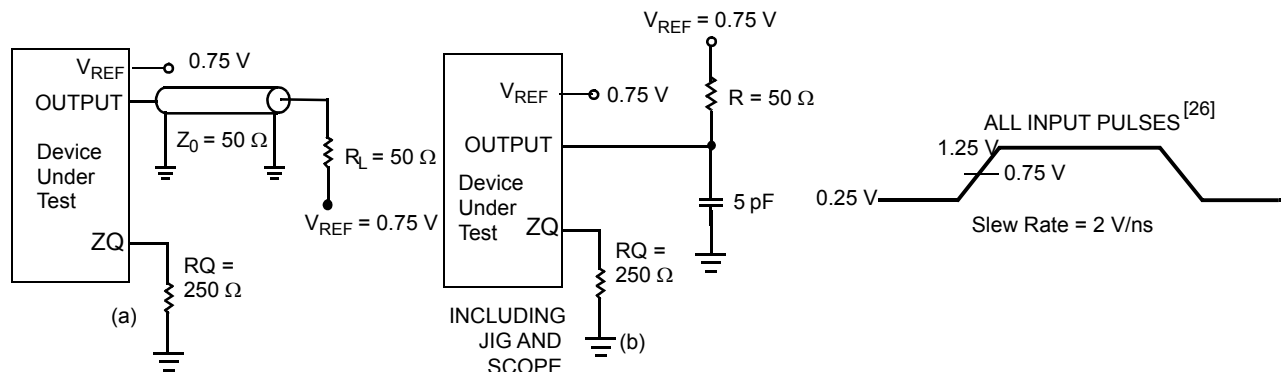 V_REF 0.75 V
OUTPUT
Z0 = 50 Ω
Device
Under
Test
R_L = 50 Ω
V_REF = 0.75 V
ZQ
RQ =
250 Ω
(a)
V_REF = 0.75 V
R = 50 Ω
V_REF 0.75 V
OUTPUT
Device
Under
Test
5 pF
ZQ
RQ =
250 Ω
INCLUDING
JIG AND
SCOPE
(b)
ALL INPUT PULSES [26]
1.25 V
0.75 V
0.25 V
Slew Rate = 2 V/ns